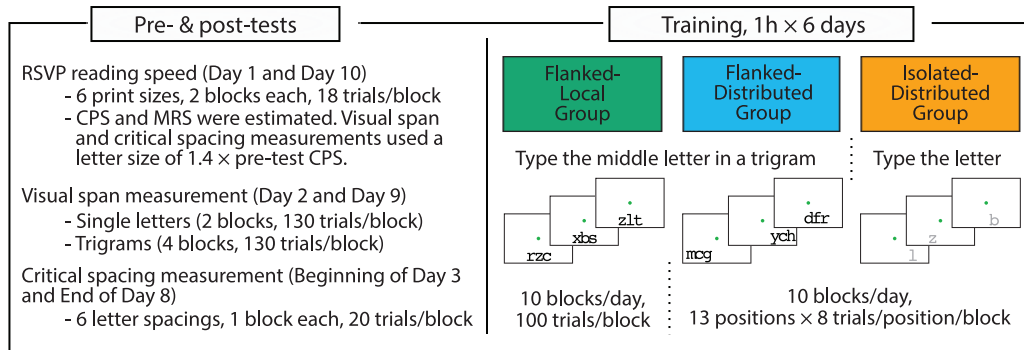 Pre- & post-tests
RSVP reading speed (Day 1 and Day 10)
- 6 print sizes, 2 blocks each, 18 trials/block
- CPS and MRS were estimated. Visual span
and critical spacing measurements used a
letter size of 1.4 × pre-test CPS.
Visual span measurement (Day 2 and Day 9)
- Single letters (2 blocks, 130 trials/block)
- Trigrams (4 blocks, 130 trials/block)
Critical spacing measurement (Beginning of Day 3
and End of Day 8)
- 6 letter spacings, 1 block each, 20 trials/block
Training, 1h × 6 days
Flanked-
Local
Group
Flanked-
Distributed
Group
Isolated-
Distributed
Group
Type the middle letter in a trigram
Type the letter
zlt
xbs
rzc
dfr
ych
mcg
b
z
l
10 blocks/day,
100 trials/block
10 blocks/day,
13 positions × 8 trials/position/block